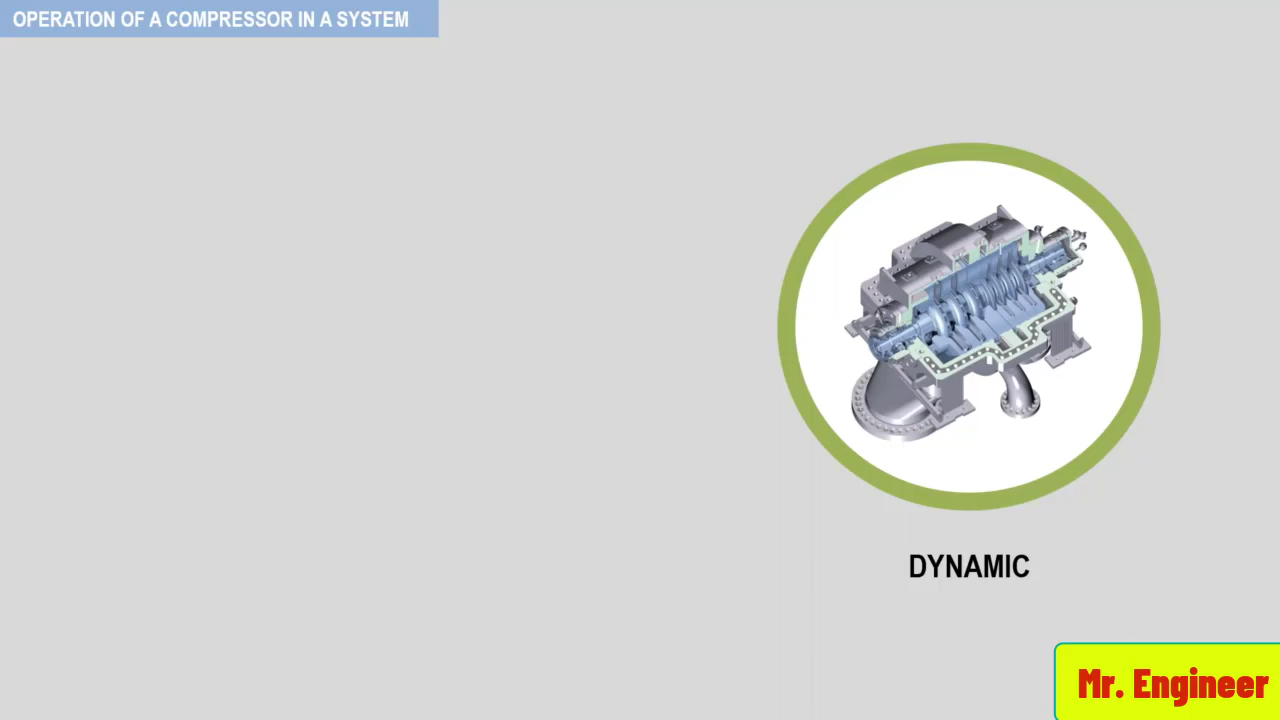 OPERATION OF A COMPRESSOR IN A SYSTEM
DYNAMIC
Mr. Engineer